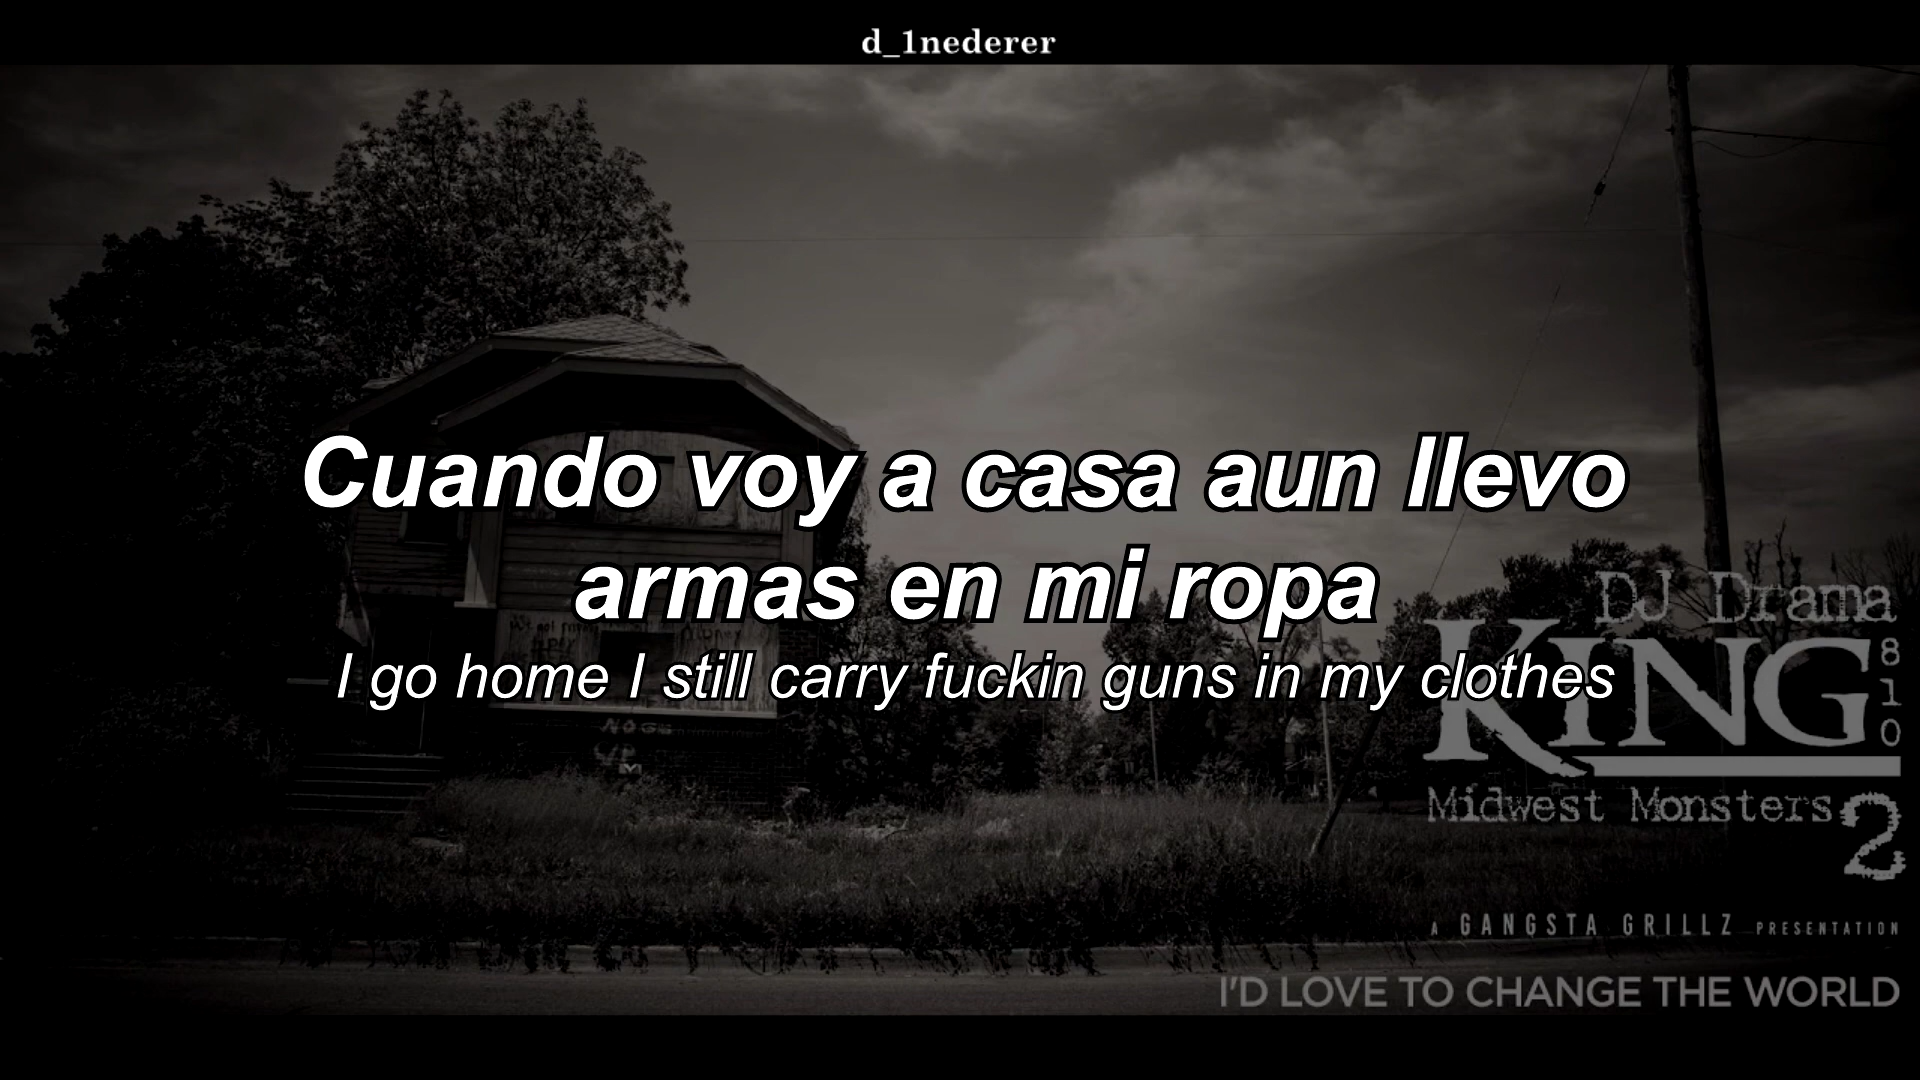 d_1nederer
Cuando voy a casa aun llevo
armas en mi ropa
I go home I still carry fuckin guns in my clothes
DJ Drama
KING
810
Midwest Monsters
2
A GANGSTA GRILLZ PRESENTATION
I'D LOVE TO CHANGE THE WORLD